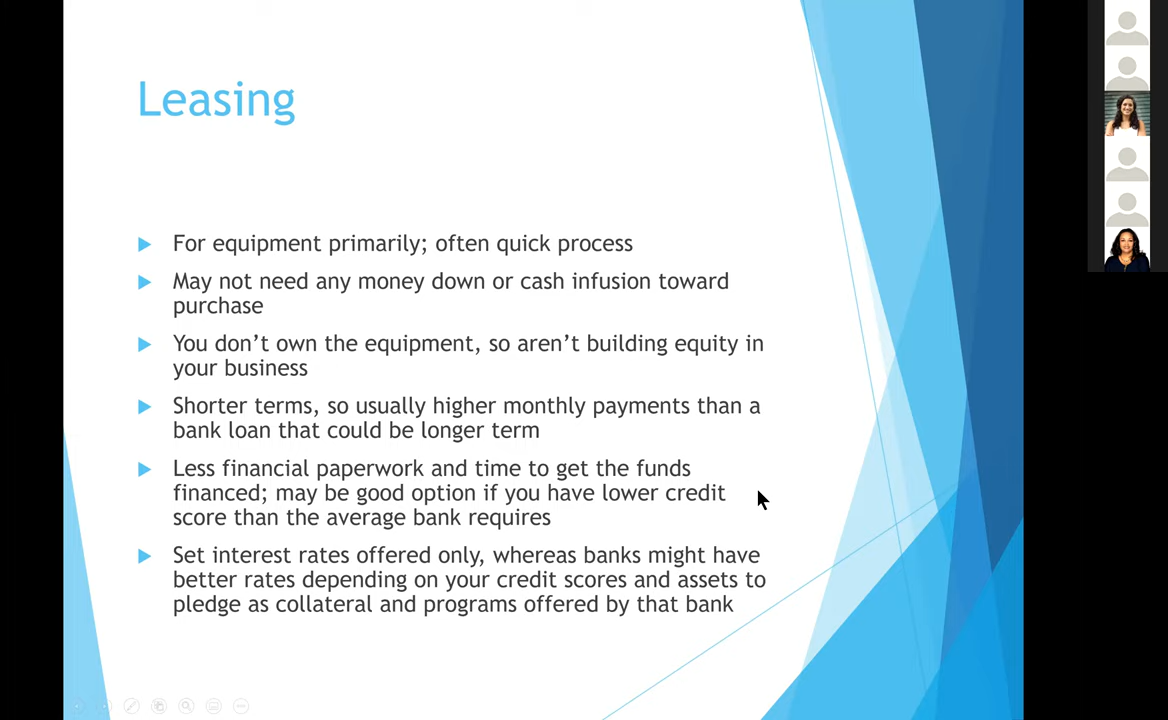 Leasing
For equipment primarily; often quick process
May not need any money down or cash infusion toward
purchase
You don’t own the equipment, so aren’t building equity in
your business
Shorter terms, so usually higher monthly payments than a
bank loan that could be longer term
Less financial paperwork and time to get the funds
financed; may be good option if you have lower credit
score than the average bank requires
Set interest rates offered only, whereas banks might have
better rates depending on your credit scores and assets to
pledge as collateral and programs offered by that bank